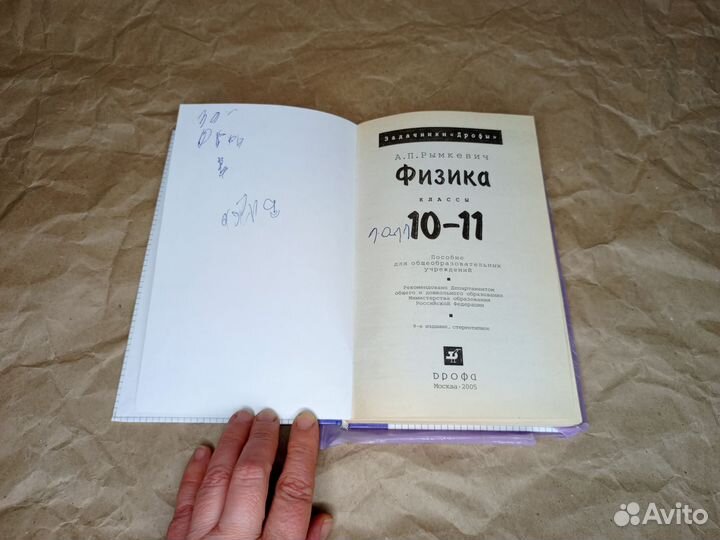 Задачники «Дрофы»
А.П.Рымкевич
Физика
КЛАССЫ
10–11
Пособие
для общеобразовательных
учреждений
Рекомендовано Департаментом
общего и дошкольного образования
Министерства образования
Российской Федерации
9-е издание, стереотипное
дрофа
Москва·2005
Avito